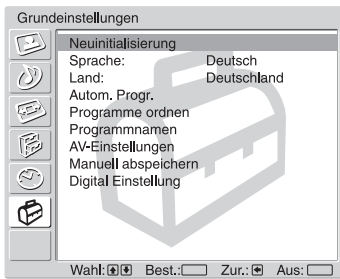 Grundeinstellungen
Neuinitialisierung
Sprache: Deutsch
Land: Deutschland
Autom. Progr.
Programme ordnen
Programmnamen
AV-Einstellungen
Manuell abspeichern
Digital Einstellung
Wahl: Best.: Zur.: Aus: